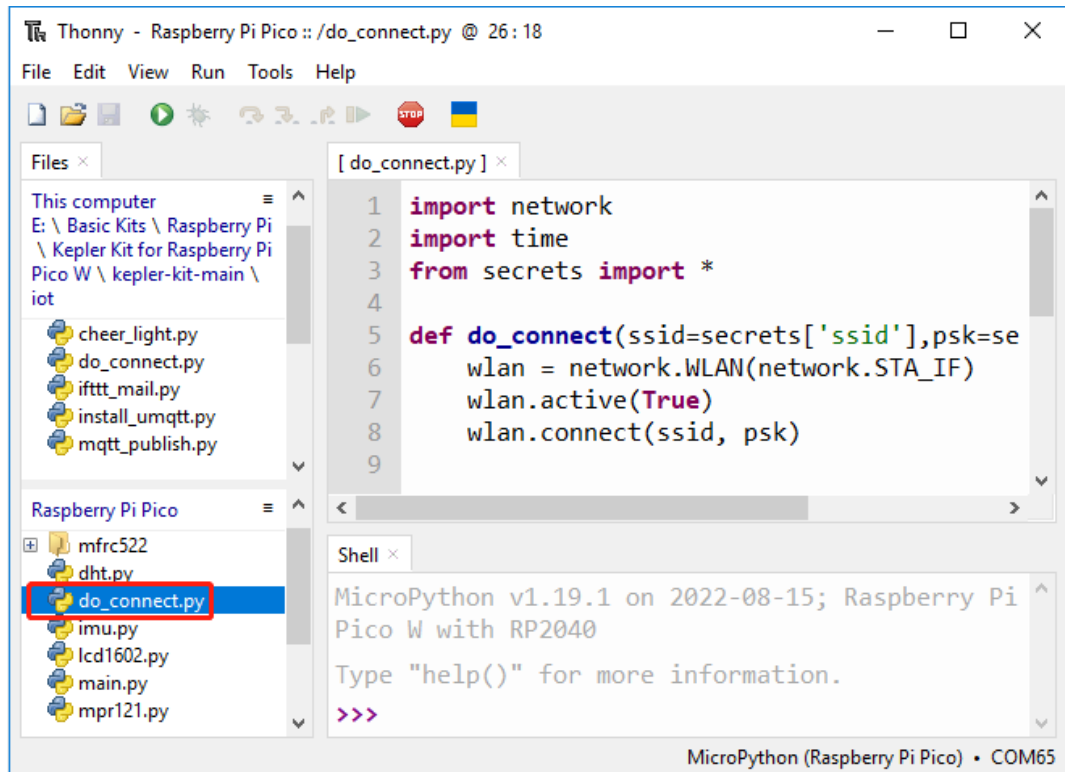 Thonny - Raspberry Pi Pico :: /do_connect.py @ 26 : 18
File Edit View Run Tools Help
STOP
Files
This computer
E: \ Basic Kits \ Raspberry Pi
\ Kepler Kit for Raspberry Pi
Pico W \ kepler-kit-main \
iot
cheer_light.py
do_connect.py
ifttt_mail.py
install_umqtt.py
mqtt_publish.py
Raspberry Pi Pico
mfrc522
dht.py
do_connect.py
imu.py
lcd1602.py
main.py
mpr121.py
[ do_connect.py ]
1 import network
2 import time
3 from secrets import *
4
5 def do_connect(ssid=secrets['ssid'],psk=se
6 wlan = network.WLAN(network.STA_IF)
7 wlan.active(True)
8 wlan.connect(ssid, psk)
9
Shell
MicroPython v1.19.1 on 2022-08-15; Raspberry Pi
Pico W with RP2040
Type "help()" for more information.
>>>
MicroPython (Raspberry Pi Pico) • COM65